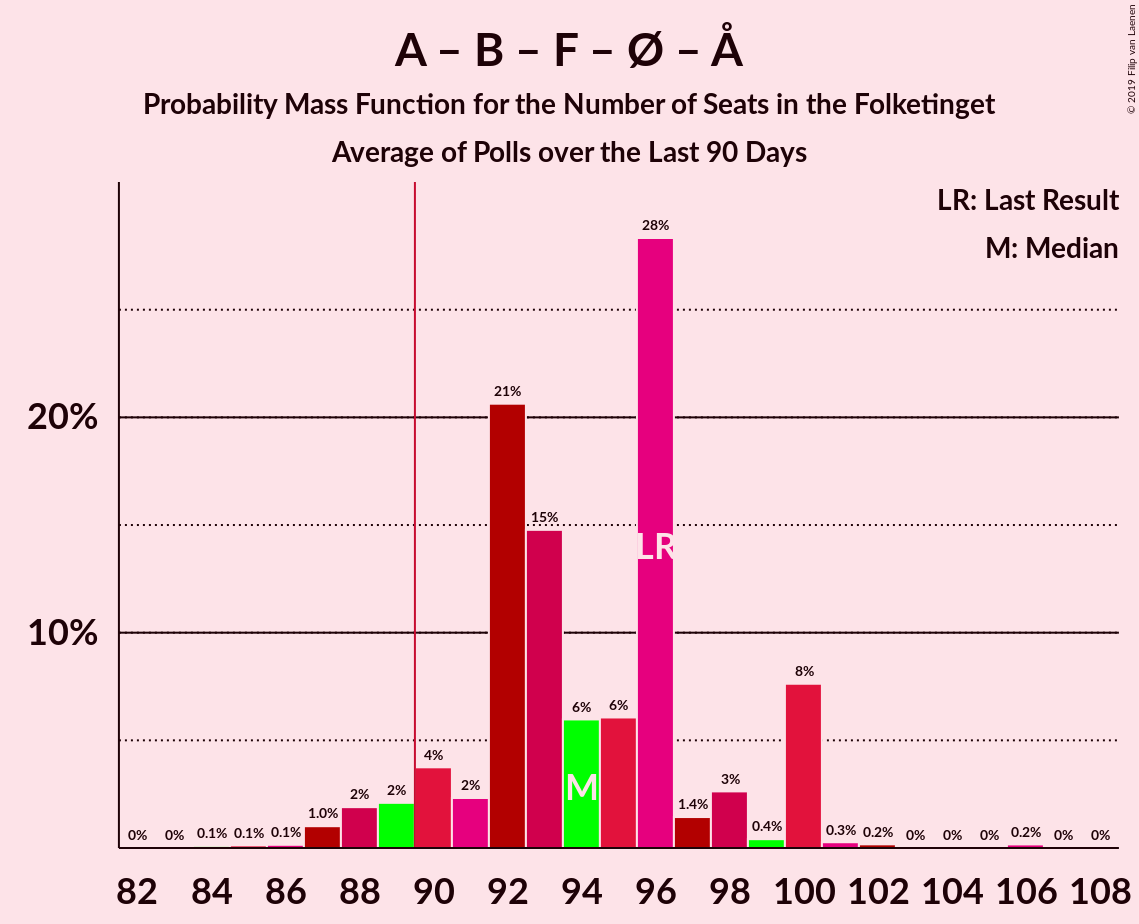 A – B – F – Ø – Å
Probability Mass Function for the Number of Seats in the Folketinget
Average of Polls over the Last 90 Days
© 2019 Filip van Laenen
LR: Last Result
M: Median
20%
10%
0% 0% 0.1% 0.1% 0.1% 1.0% 2% 2% 4% 2% 21% 15% 6% 6% 28% 1.4% 3% 0.4% 8% 0.3% 0.2% 0% 0% 0% 0.2% 0% 0%
LR
M
82 84 86 88 90 92 94 96 98 100 102 104 106 108